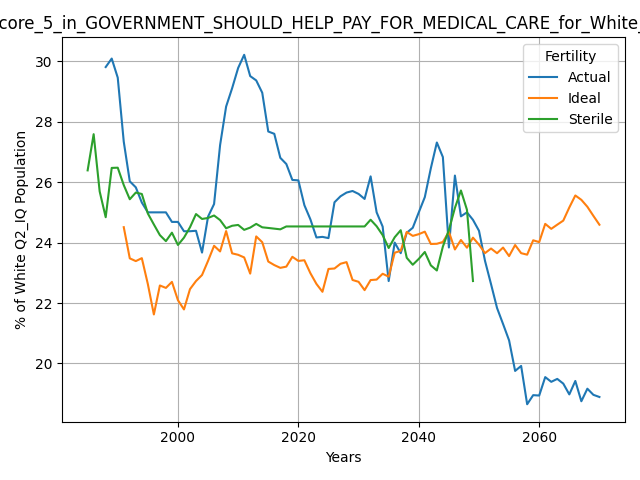 core_5_in_GOVERNMENT_SHOULD_HELP_PAY_FOR_MEDICAL_CARE_for_White_
Fertility
Actual
Ideal
Sterile
% of White Q2_IQ Population
30
28
26
24
22
20
2000
2020
2040
2060
Years